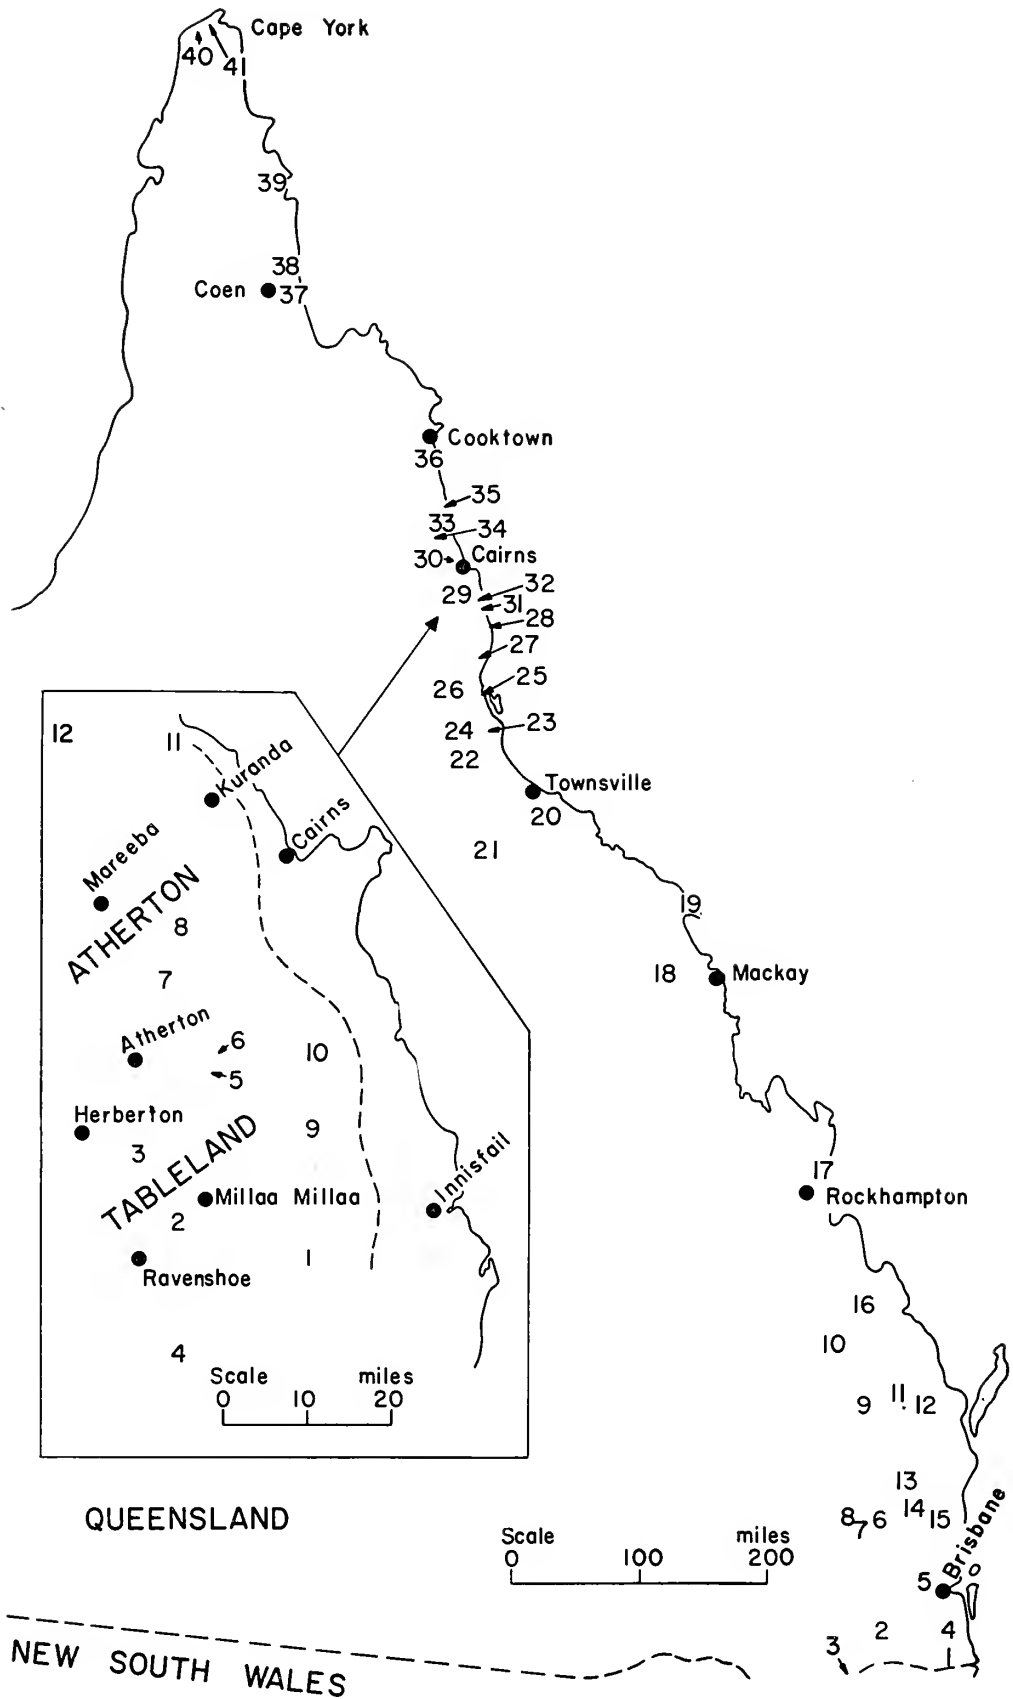 Cape York
40
41
39
38
Coen
37
Cooktown
36
35
33
34
30
Cairns
29
32
31
28
27
26
25
24
23
22
Townsville
20
21
19
18
Mackay
17
Rockhampton
16
10
9
11
12
13
14
15
8
7
6
Brisbane
5
2
4
3
12
11
Kuranda
Cairns
Mareeba
ATHERTON
8
7
Atherton
6
10
5
Herberton
9
3
TABLELAND
Innisfail
Millaa Millaa
2
1
Ravenshoe
4
Scale miles
0 10 20
QUEENSLAND
Scale miles
0 100 200
NEW SOUTH WALES